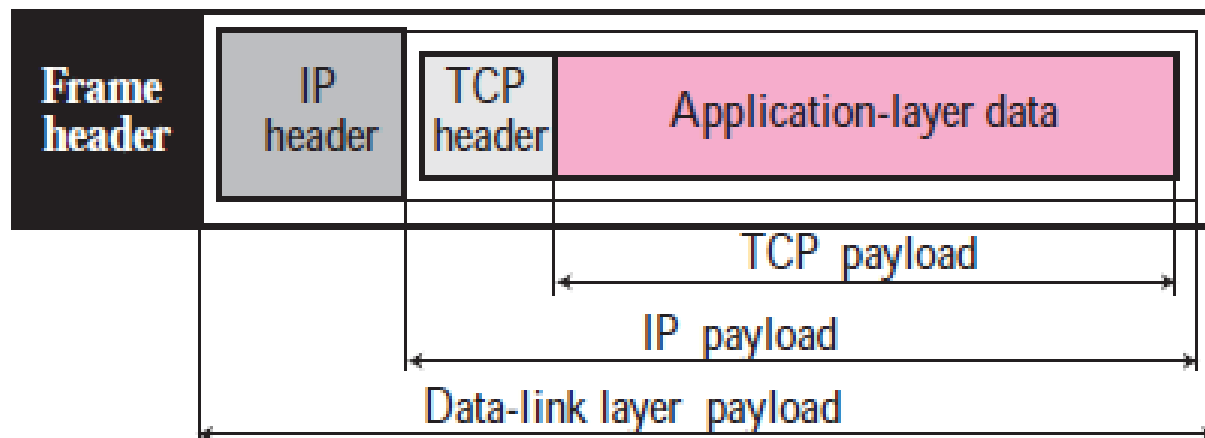 Frame
header
IP
header
TCP
header
Application-layer data
TCP payload
IP payload
Data-link layer payload